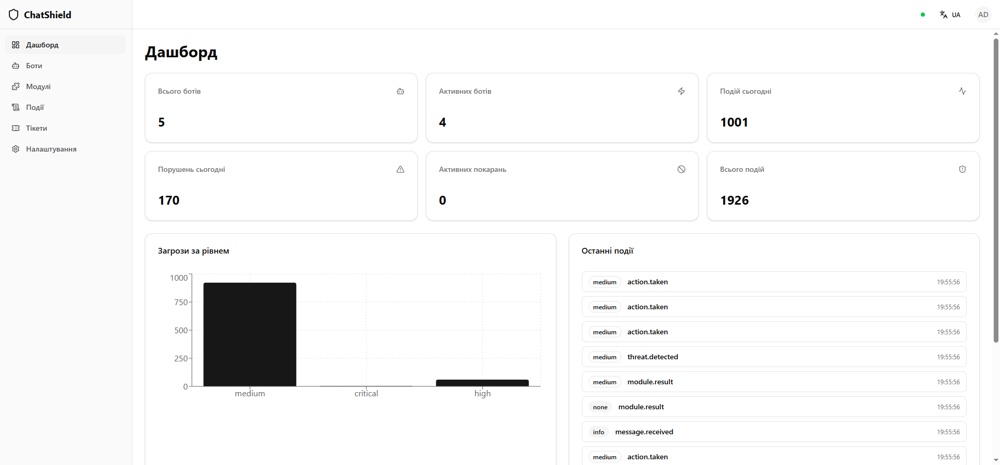 ChatShield
UA
AD
Дашборд
Боти
Модулі
Події
Тікети
Налаштування
Дашборд
Всього ботів
5
Активних ботів
4
Подій сьогодні
1001
Порушень сьогодні
170
Активних покарань
0
Всього подій
1926
Загрози за рівнем
1000
750
500
250
0
medium
critical
high
Останні події
medium action.taken 19:55:56
medium action.taken 19:55:56
medium action.taken 19:55:56
medium threat.detected 19:55:56
medium module.result 19:55:56
none module.result 19:55:56
info message.received 19:55:56
medium action.taken 19:55:56